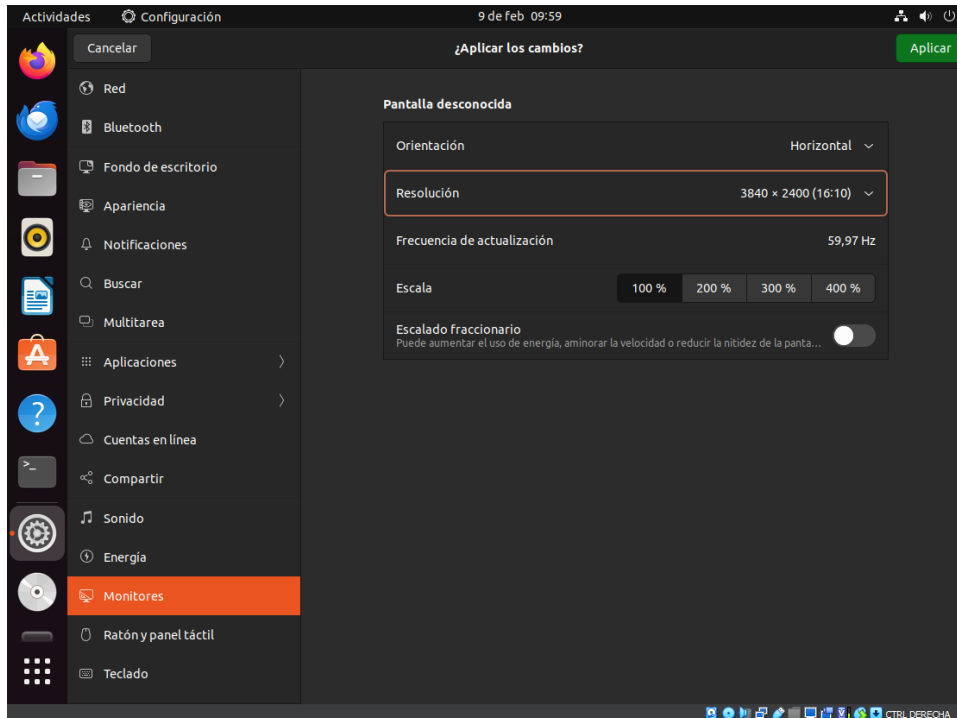 Actividades Configuración 9 de feb 09:59
Cancelar ¿Aplicar los cambios? Aplicar
Red
Bluetooth
Fondo de escritorio
Apariencia
Notificaciones
Buscar
Multitarea
Aplicaciones
Privacidad
Cuentas en línea
Compartir
Sonido
Energía
Monitores
Ratón y panel táctil
Teclado
Pantalla desconocida
Orientación Horizontal
Resolución 3840 × 2400 (16∶10)
Frecuencia de actualización 59,97 Hz
Escala 100 % 200 % 300 % 400 %
Escalado fraccionario
Puede aumentar el uso de energía, aminorar la velocidad o reducir la nitidez de la panta…
CTRL DERECHA